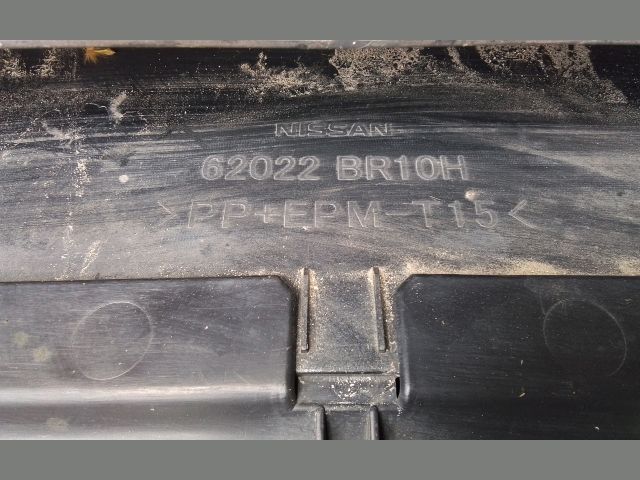 NISSAN
62022 BR10H
>PP+EPM-T15<